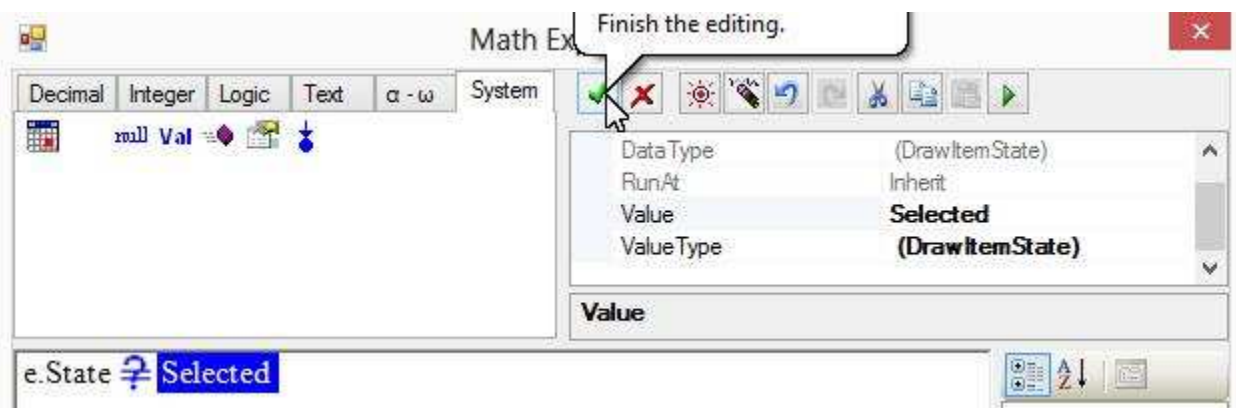 Finish the editing.
Math Ex
Decimal Integer Logic Text α - ω System
null Val
DataType (DrawItemState)
RunAt Inherit
Value Selected
ValueType (DrawItemState)
Value
e.State ≟ Selected